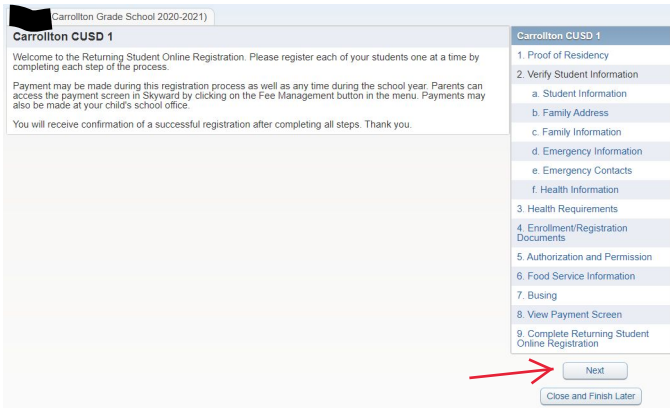 Carrollton Grade School 2020-2021)
Carrollton CUSD 1
Welcome to the Returning Student Online Registration. Please register each of your students one at a time by
completing each step of the process.
Payment may be made during this registration process as well as any time during the school year. Parents can
access the payment screen in Skyward by clicking on the Fee Management button in the menu. Payments may
also be made at your child's school office.
You will receive confirmation of a successful registration after completing all steps. Thank you.
Carrollton CUSD 1
1. Proof of Residency
2. Verify Student Information
a. Student Information
b. Family Address
c. Family Information
d. Emergency Information
e. Emergency Contacts
f. Health Information
3. Health Requirements
4. Enrollment/Registration
Documents
5. Authorization and Permission
6. Food Service Information
7. Busing
8. View Payment Screen
9. Complete Returning Student
Online Registration
Next
Close and Finish Later